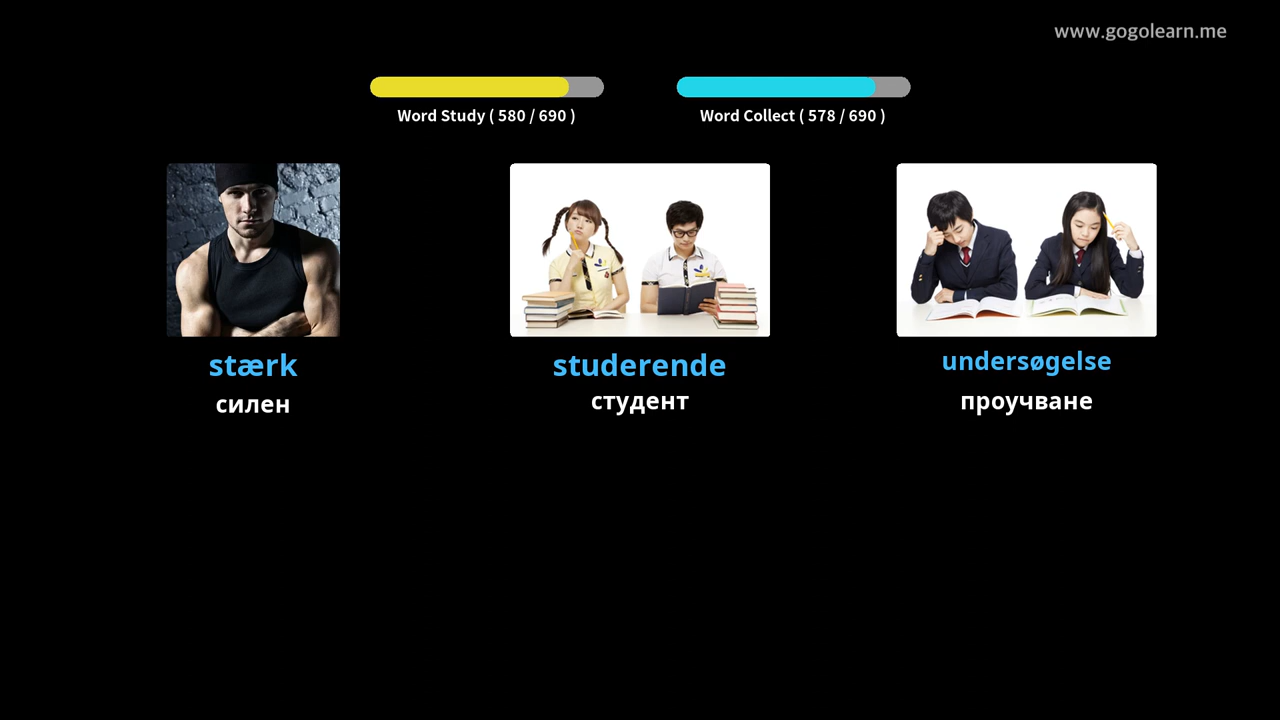 www.gogolearn.me
Word Study ( 580 / 690 )
Word Collect ( 578 / 690 )
stærk
силен
studerende
студент
undersøgelse
проучване